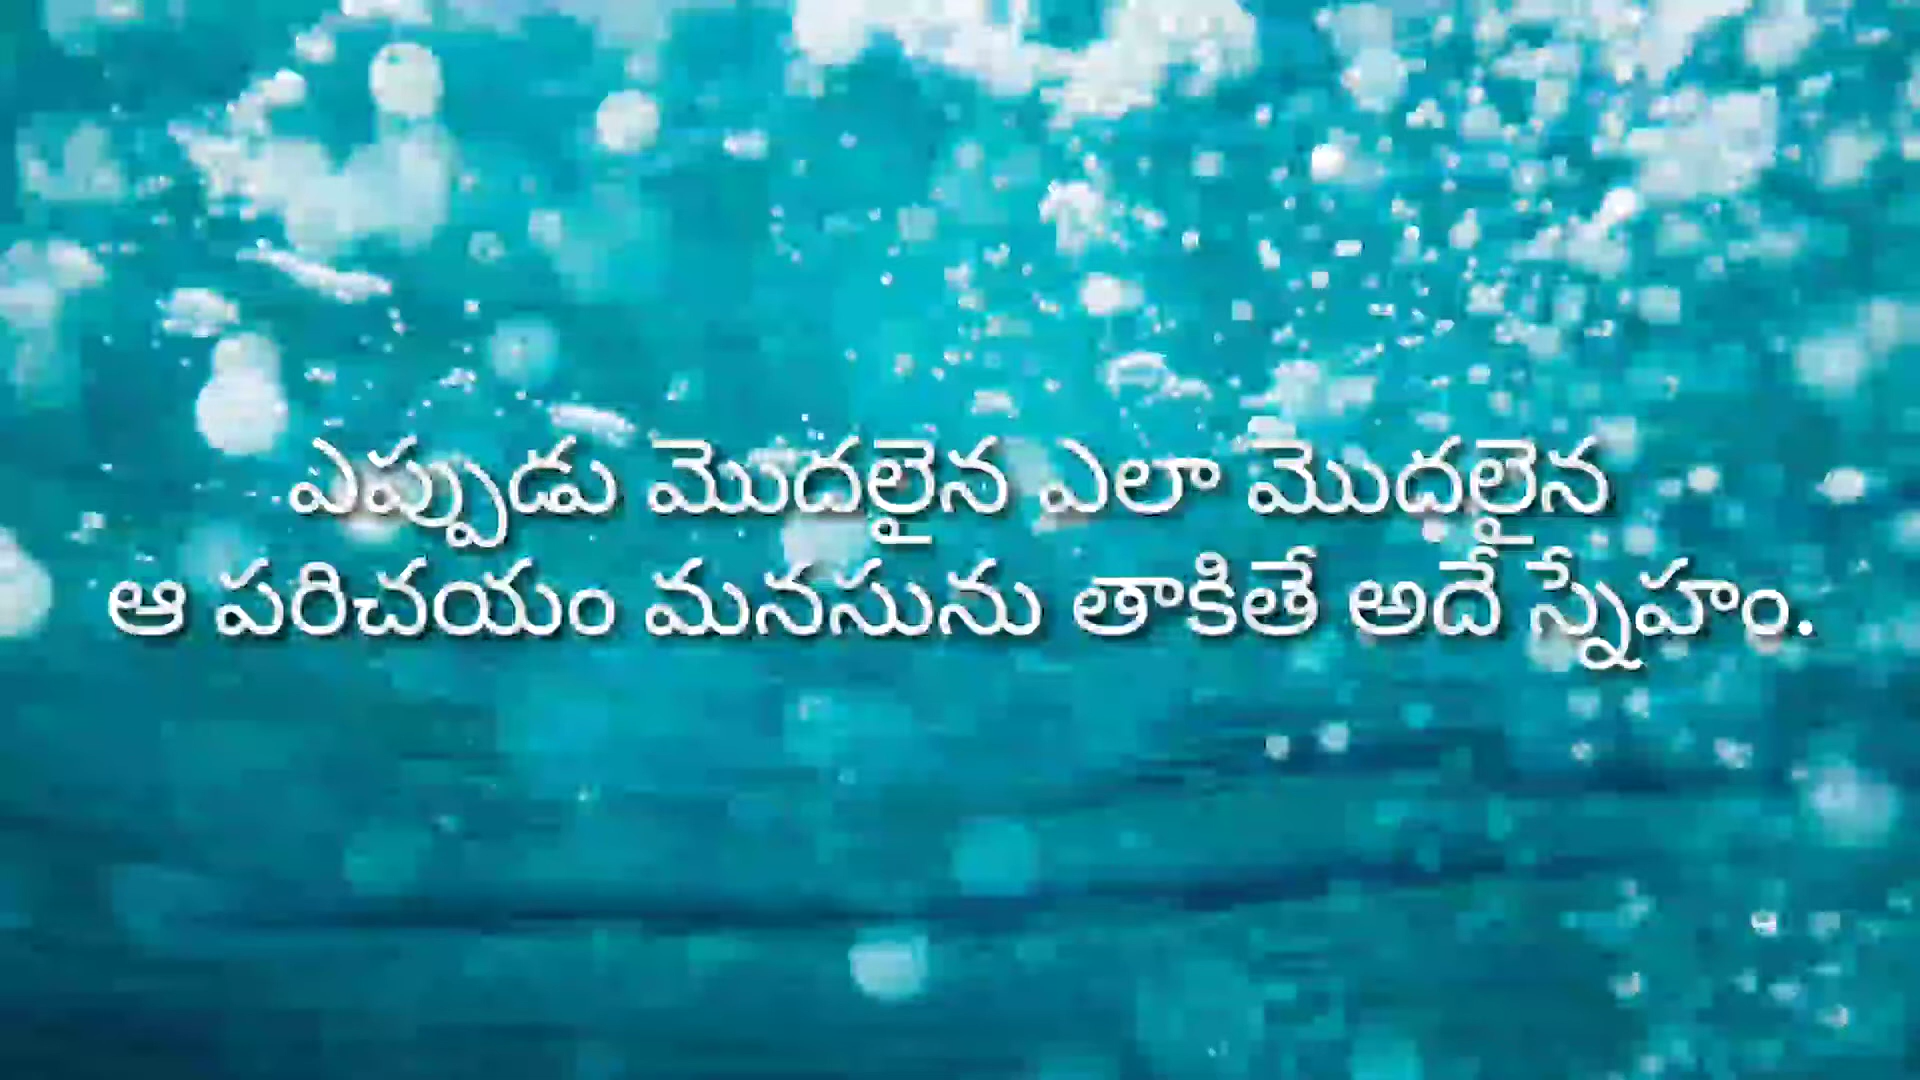 ఎప్పుడు మొదలైన ఎలా మొదలైన
ఆ పరిచయం మనసును తాకితే అదే స్నేహం.